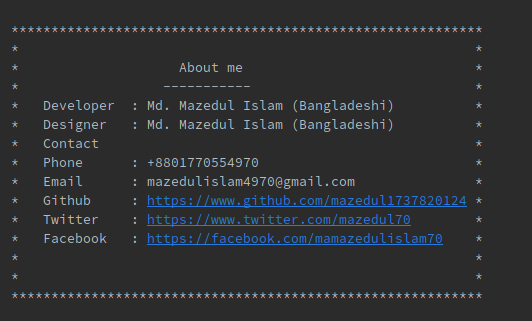 ***********************************************************
*                                                         *
*                    About me                             *
*                  -----------                            *
*   Developer  : Md. Mazedul Islam (Bangladeshi)          *
*   Designer   : Md. Mazedul Islam (Bangladeshi)          *
*   Contact                                               *
*   Phone      : +8801770554970                           *
*   Email      : mazedulislam4970@gmail.com               *
*   Github     : https://www.github.com/mazedul1737820124 *
*   Twitter    : https://www.twitter.com/mazedul70        *
*   Facebook   : https://facebook.com/mamazedulislam70    *
*                                                         *
*                                                         *
***********************************************************